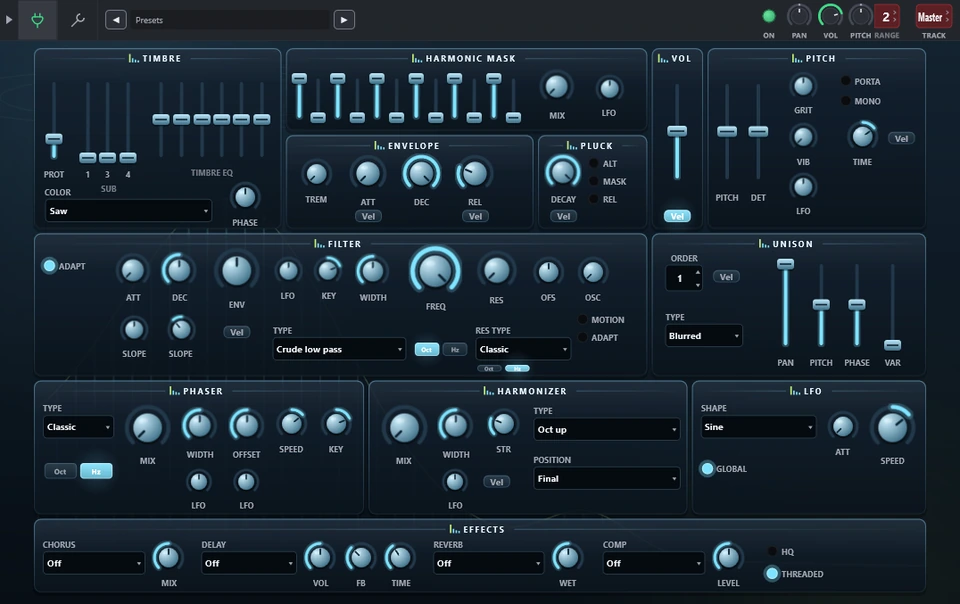 Presets
ON
PAN
VOL
PITCH
RANGE
2
Master
TRACK
TIMBRE
PROT
1
3
4
SUB
TIMBRE EQ
COLOR
Saw
PHASE
HARMONIC MASK
MIX
LFO
ENVELOPE
TREM
ATT
DEC
REL
Vel
Vel
PLUCK
ALT
MASK
REL
DECAY
Vel
VOL
Vel
PITCH
PITCH
DET
GRIT
VIB
LFO
PORTA
MONO
TIME
Vel
FILTER
ADAPT
ATT
DEC
ENV
LFO
KEY
WIDTH
FREQ
RES
OFS
OSC
SLOPE
SLOPE
Vel
TYPE
Crude low pass
Oct
Hz
RES TYPE
Classic
Oct
Hz
MOTION
ADAPT
UNISON
ORDER
1
Vel
TYPE
Blurred
PAN
PITCH
PHASE
VAR
PHASER
TYPE
Classic
Oct
Hz
MIX
WIDTH
OFFSET
SPEED
KEY
LFO
LFO
HARMONIZER
MIX
WIDTH
STR
LFO
Vel
TYPE
Oct up
POSITION
Final
LFO
SHAPE
Sine
ATT
SPEED
GLOBAL
EFFECTS
CHORUS
Off
MIX
DELAY
Off
VOL
FB
TIME
REVERB
Off
WET
COMP
Off
LEVEL
HQ
THREADED